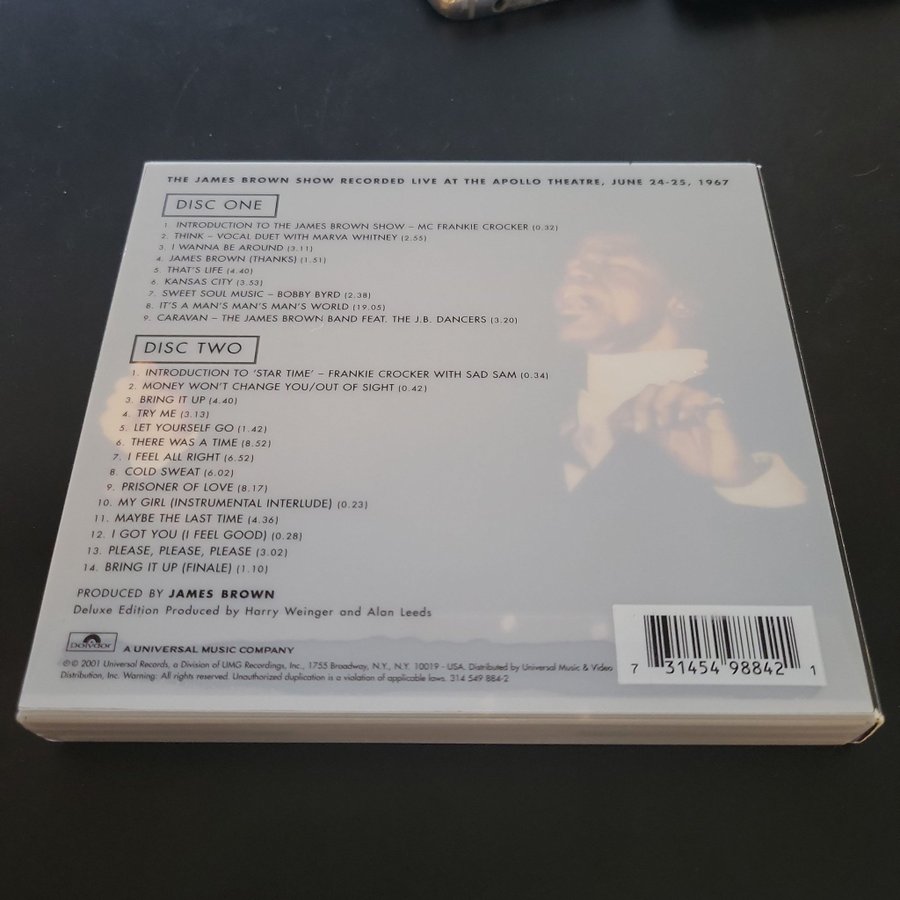 THE JAMES BROWN SHOW RECORDED LIVE AT THE APOLLO THEATRE, JUNE 24-25, 1967
DISC ONE
1. INTRODUCTION TO THE JAMES BROWN SHOW – MC FRANKIE CROCKER (0.32)
2. THINK – VOCAL DUET WITH MARVA WHITNEY (2.55)
3. I WANNA BE AROUND (3.11)
4. JAMES BROWN (THANKS) (1.51)
5. THAT'S LIFE (4.40)
6. KANSAS CITY (3.53)
7. SWEET SOUL MUSIC – BOBBY BYRD (2.38)
8. IT'S A MAN'S MAN'S MAN'S WORLD (19.05)
9. CARAVAN – THE JAMES BROWN BAND FEAT. THE J.B. DANCERS (3.20)
DISC TWO
1. INTRODUCTION TO 'STAR TIME' – FRANKIE CROCKER WITH SAD SAM (0.34)
2. MONEY WON'T CHANGE YOU/OUT OF SIGHT (0.42)
3. BRING IT UP (4.40)
4. TRY ME (3.13)
5. LET YOURSELF GO (1.42)
6. THERE WAS A TIME (8.52)
7. I FEEL ALL RIGHT (6.52)
8. COLD SWEAT (6.02)
9. PRISONER OF LOVE (8.17)
10. MY GIRL (INSTRUMENTAL INTERLUDE) (0.23)
11. MAYBE THE LAST TIME (4.36)
12. I GOT YOU (I FEEL GOOD) (0.28)
13. PLEASE, PLEASE, PLEASE (3.02)
14. BRING IT UP (FINALE) (1.10)
PRODUCED BY JAMES BROWN
Deluxe Edition Produced by Harry Weinger and Alan Leeds
polydor A UNIVERSAL MUSIC COMPANY
℗© 2001 Universal Records, a Division of UMG Recordings, Inc., 1755 Broadway, N.Y., N.Y. 10019 - USA. Distributed by Universal Music & Video
Distribution, Inc. Warning: All rights reserved. Unauthorized duplication is a violation of applicable laws. 314 549 884-2
7 31454 98842 1